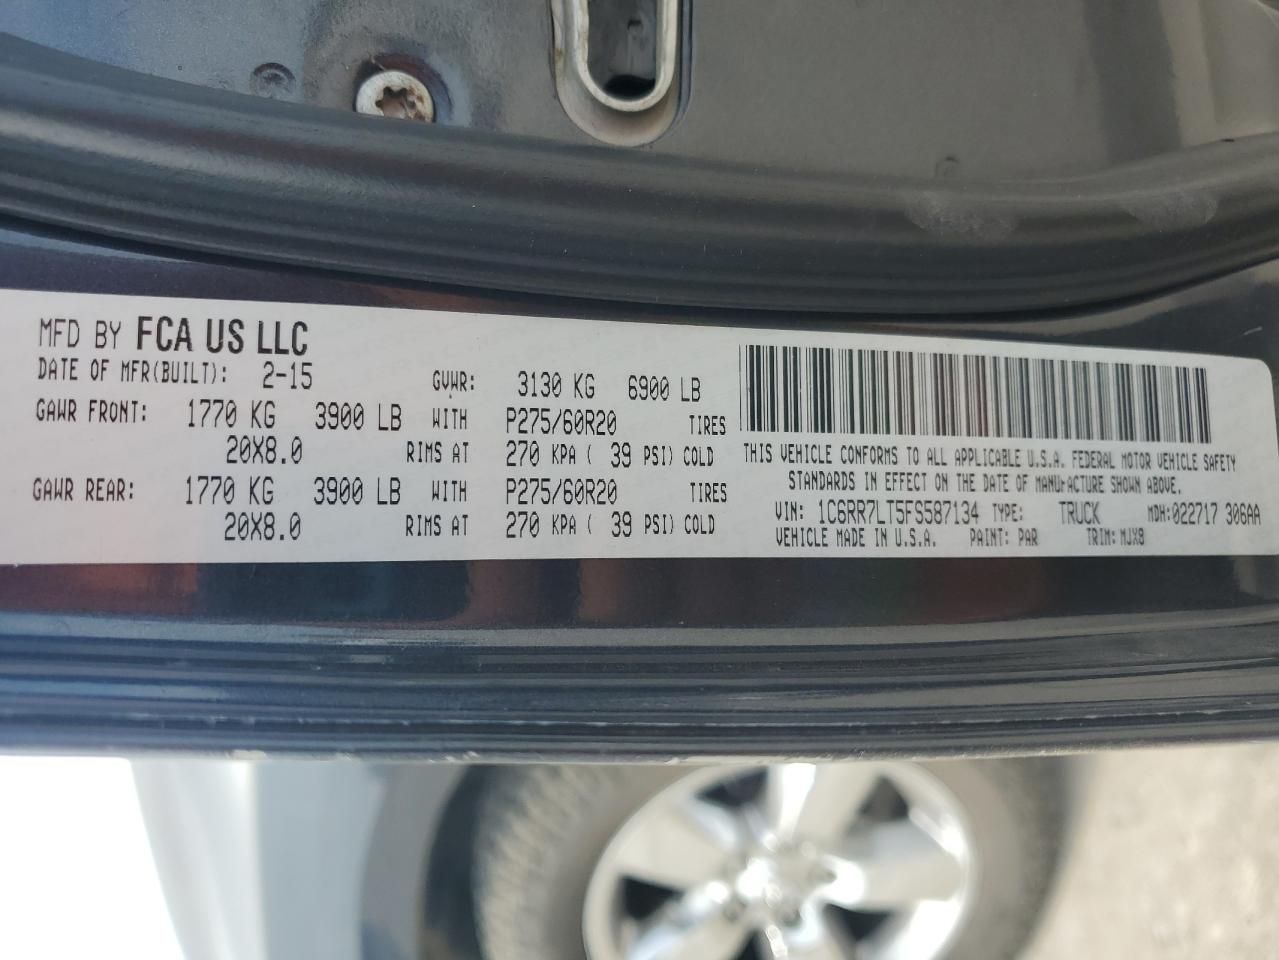 MFD BY FCA US LLC
DATE OF MFR(BUILT): 2-15 GVWR: 3130 KG 6900 LB
GAWR FRONT: 1770 KG 3900 LB WITH P275/60R20 TIRES
20X8.0 RIMS AT 270 KPA ( 39 PSI) COLD
GAWR REAR: 1770 KG 3900 LB WITH P275/60R20 TIRES
20X8.0 RIMS AT 270 KPA ( 39 PSI) COLD
THIS VEHICLE CONFORMS TO ALL APPLICABLE U.S.A. FEDERAL MOTOR VEHICLE SAFETY
STANDARDS IN EFFECT ON THE DATE OF MANUFACTURE SHOWN ABOVE.
VIN: 1C6RR7LT5FS587134 TYPE: TRUCK MDH:022717 306AA
VEHICLE MADE IN U.S.A. PAINT: PAR TRIM: MJX8